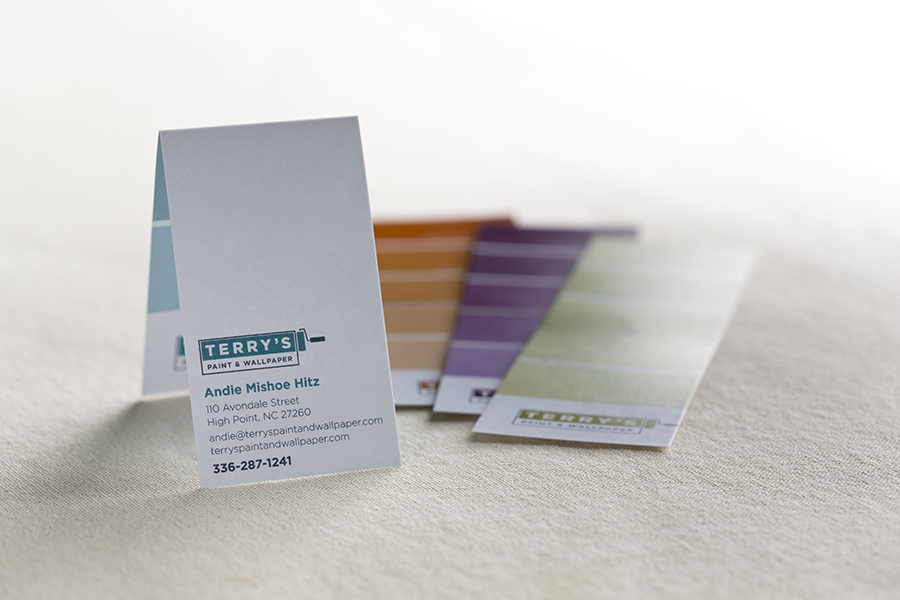 TERRY'S
PAINT & WALLPAPER
Andie Mishoe Hitz
110 Avondale Street
High Point, NC 27260
andie@terryspaintandwallpaper.com
terryspaintandwallpaper.com
336-287-1241
TERRY'S
PAINT & WALLPAPER